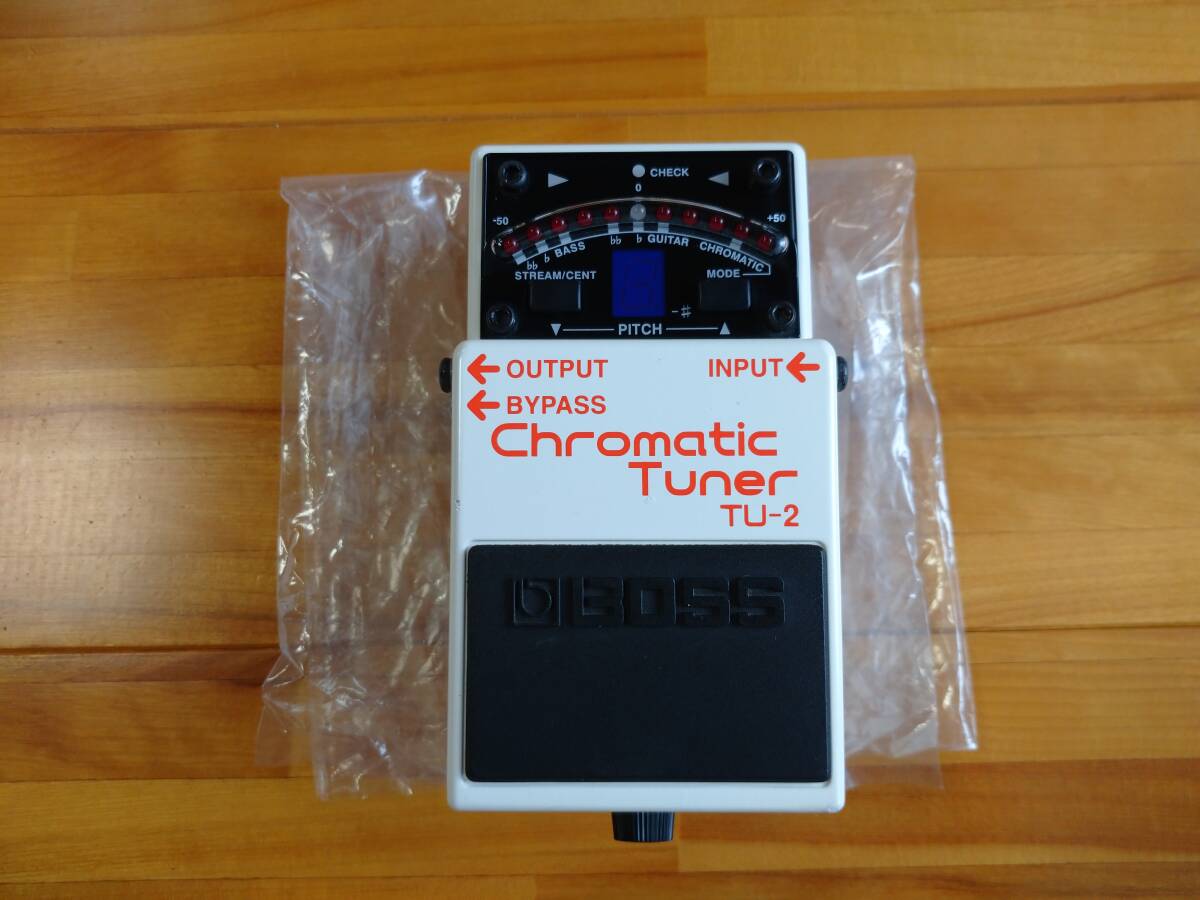 CHECK
0
-50 +50
♭♭ ♭ BASS ♭♭ ♭ GUITAR CHROMATIC
STREAM/CENT MODE
-♯
▼ PITCH ▲
← OUTPUT INPUT ←
← BYPASS
Chromatic
Tuner
TU-2
BOSS